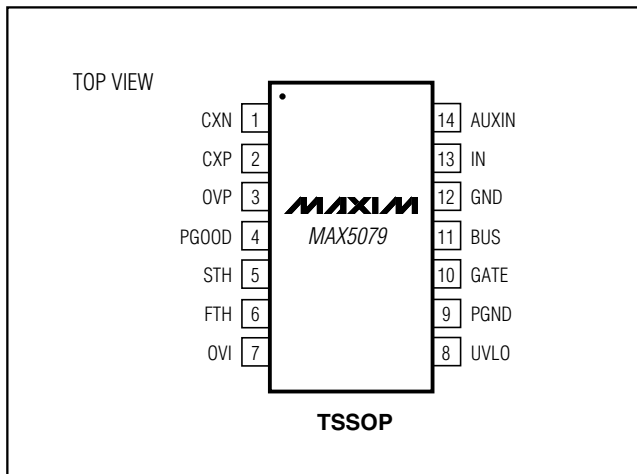 TOP VIEW
CXN 1
CXP 2
OVP 3
PGOOD 4
STH 5
FTH 6
OVI 7
MAXIM
MAX5079
14 AUXIN
13 IN
12 GND
11 BUS
10 GATE
9 PGND
8 UVLO
TSSOP